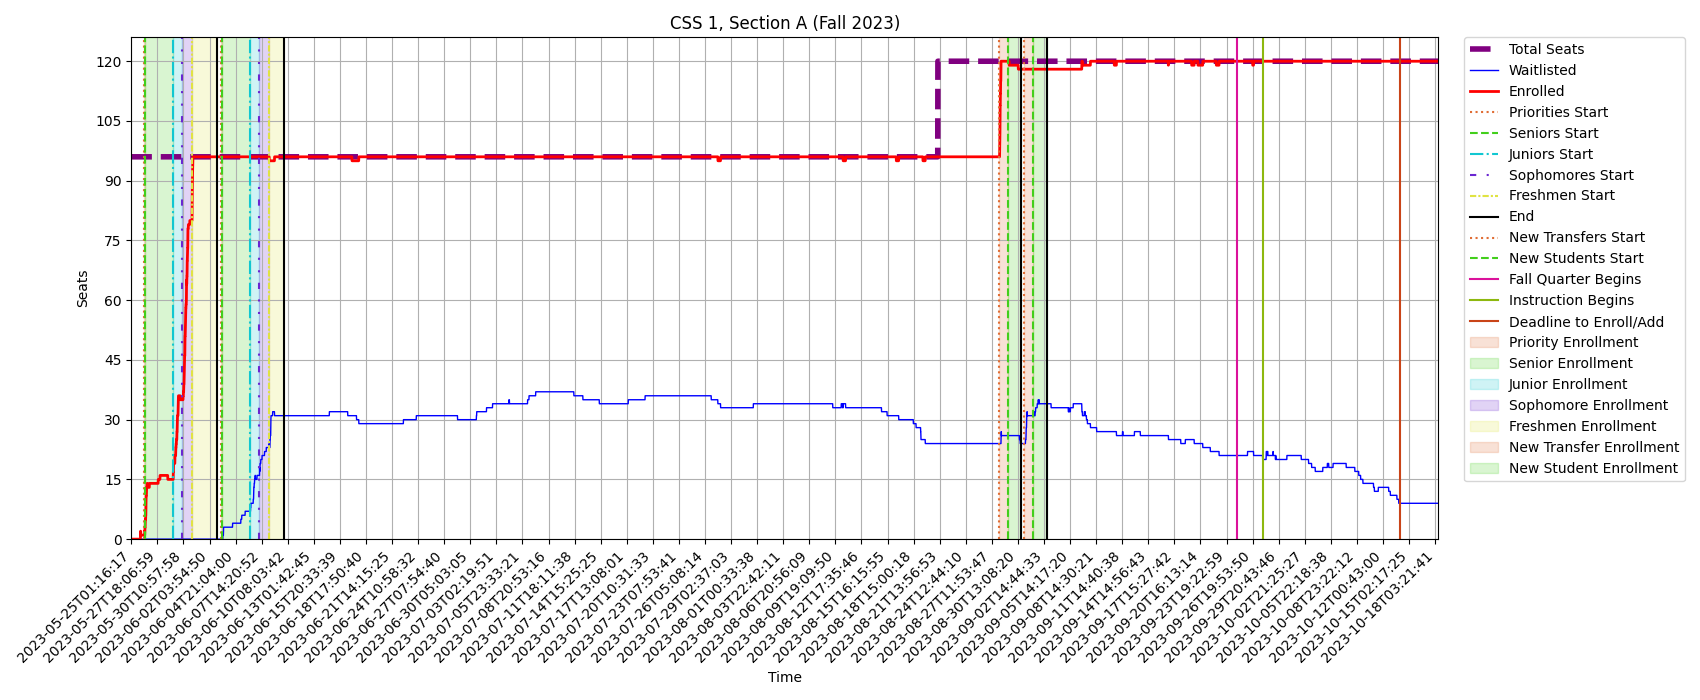 CSS 1, Section A (Fall 2023)
Seats
120
105
90
75
60
45
30
15
0
2023-05-25T01:16:17
2023-05-27T18:06:59
2023-05-30T10:57:58
2023-06-02T03:54:50
2023-06-04T21:04:00
2023-06-07T14:20:52
2023-06-10T08:03:42
2023-06-13T01:42:45
2023-06-15T20:33:39
2023-06-18T17:50:40
2023-06-21T14:15:25
2023-06-24T10:58:32
2023-06-27T07:54:40
2023-06-30T05:03:05
2023-07-03T02:19:51
2023-07-05T23:33:21
2023-07-08T20:53:16
2023-07-11T18:11:38
2023-07-14T15:25:25
2023-07-17T13:08:01
2023-07-20T10:31:33
2023-07-23T07:53:41
2023-07-26T05:08:14
2023-07-29T02:37:03
2023-08-01T00:33:38
2023-08-03T22:42:11
2023-08-06T20:56:09
2023-08-09T19:09:50
2023-08-12T17:35:46
2023-08-15T16:15:55
2023-08-18T15:00:18
2023-08-21T13:56:53
2023-08-24T12:44:10
2023-08-27T11:53:47
2023-08-30T13:08:20
2023-09-02T14:44:33
2023-09-05T14:17:20
2023-09-08T14:30:21
2023-09-11T14:40:38
2023-09-14T14:56:43
2023-09-17T15:27:42
2023-09-20T16:13:14
2023-09-23T19:22:59
2023-09-26T19:53:50
2023-09-29T20:43:46
2023-10-02T21:25:27
2023-10-05T22:18:38
2023-10-08T23:22:12
2023-10-12T00:43:00
2023-10-15T02:17:25
2023-10-18T03:21:41
Time
Total Seats
Waitlisted
Enrolled
Priorities Start
Seniors Start
Juniors Start
Sophomores Start
Freshmen Start
End
New Transfers Start
New Students Start
Fall Quarter Begins
Instruction Begins
Deadline to Enroll/Add
Priority Enrollment
Senior Enrollment
Junior Enrollment
Sophomore Enrollment
Freshmen Enrollment
New Transfer Enrollment
New Student Enrollment